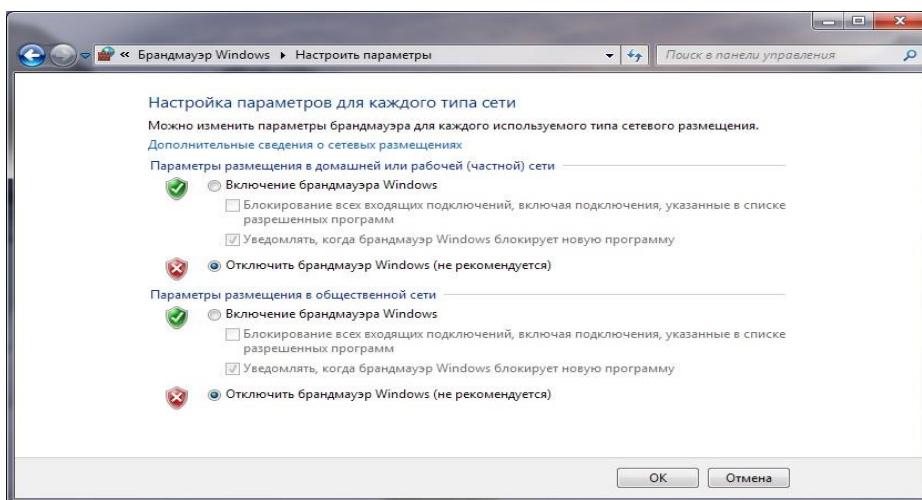 « Брандмауэр Windows ▸ Настроить параметры
Поиск в панели управления
Настройка параметров для каждого типа сети
Можно изменить параметры брандмауэра для каждого используемого типа сетевого размещения.
Дополнительные сведения о сетевых размещениях
Параметры размещения в домашней или рабочей (частной) сети
Включение брандмауэра Windows
Блокирование всех входящих подключений, включая подключения, указанные в списке
разрешенных программ
Уведомлять, когда брандмауэр Windows блокирует новую программу
Отключить брандмауэр Windows (не рекомендуется)
Параметры размещения в общественной сети
Включение брандмауэра Windows
Блокирование всех входящих подключений, включая подключения, указанные в списке
разрешенных программ
Уведомлять, когда брандмауэр Windows блокирует новую программу
Отключить брандмауэр Windows (не рекомендуется)
ОК
Отмена